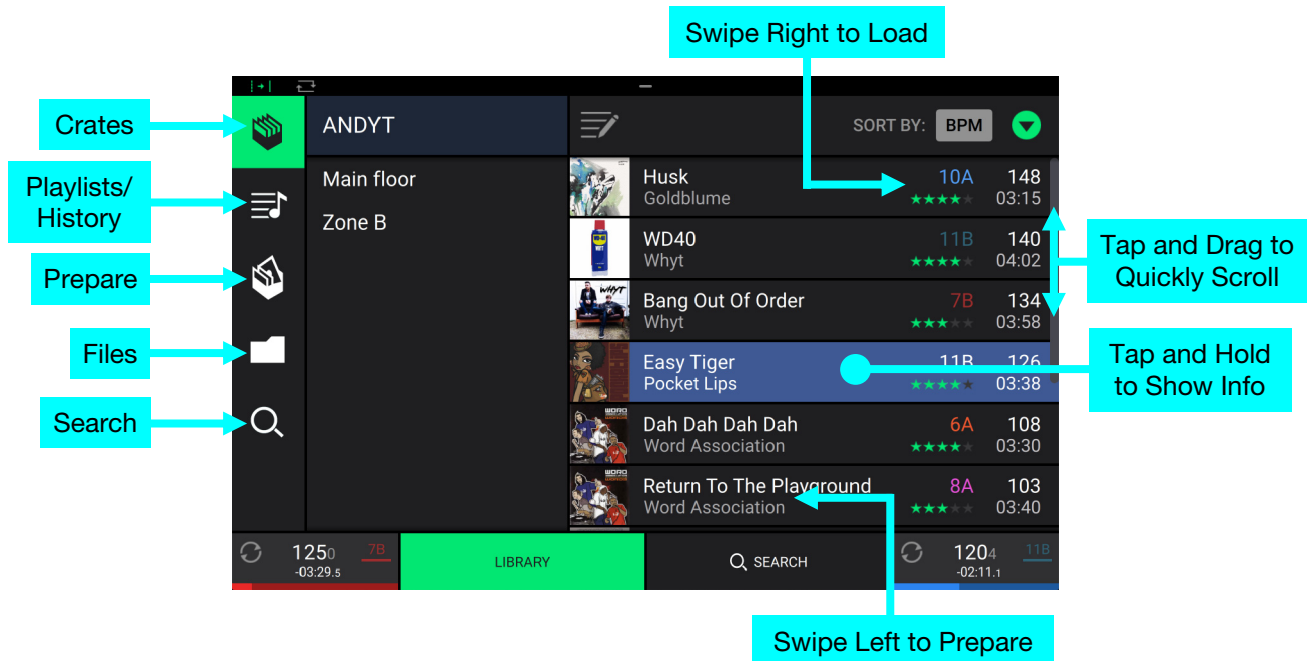 Swipe Right to Load
Crates
Playlists/
History
Prepare
Files
Search
ANDYT
SORT BY: BPM
Main floor
Zone B
Husk 10A 148
Goldblume 03:15
WD40 11B 140
Whyt 04:02
Bang Out Of Order 7B 134
Whyt 03:58
Easy Tiger 11B 126
Pocket Lips 03:38
Dah Dah Dah Dah 6A 108
Word Association 03:30
Return To The Playground 8A 103
Word Association 03:40
Tap and Drag to
Quickly Scroll
Tap and Hold
to Show Info
1250 7B
-03:29.5
LIBRARY
SEARCH
1204 11B
-02:11.1
Swipe Left to Prepare
WHYT
WORD
WORD